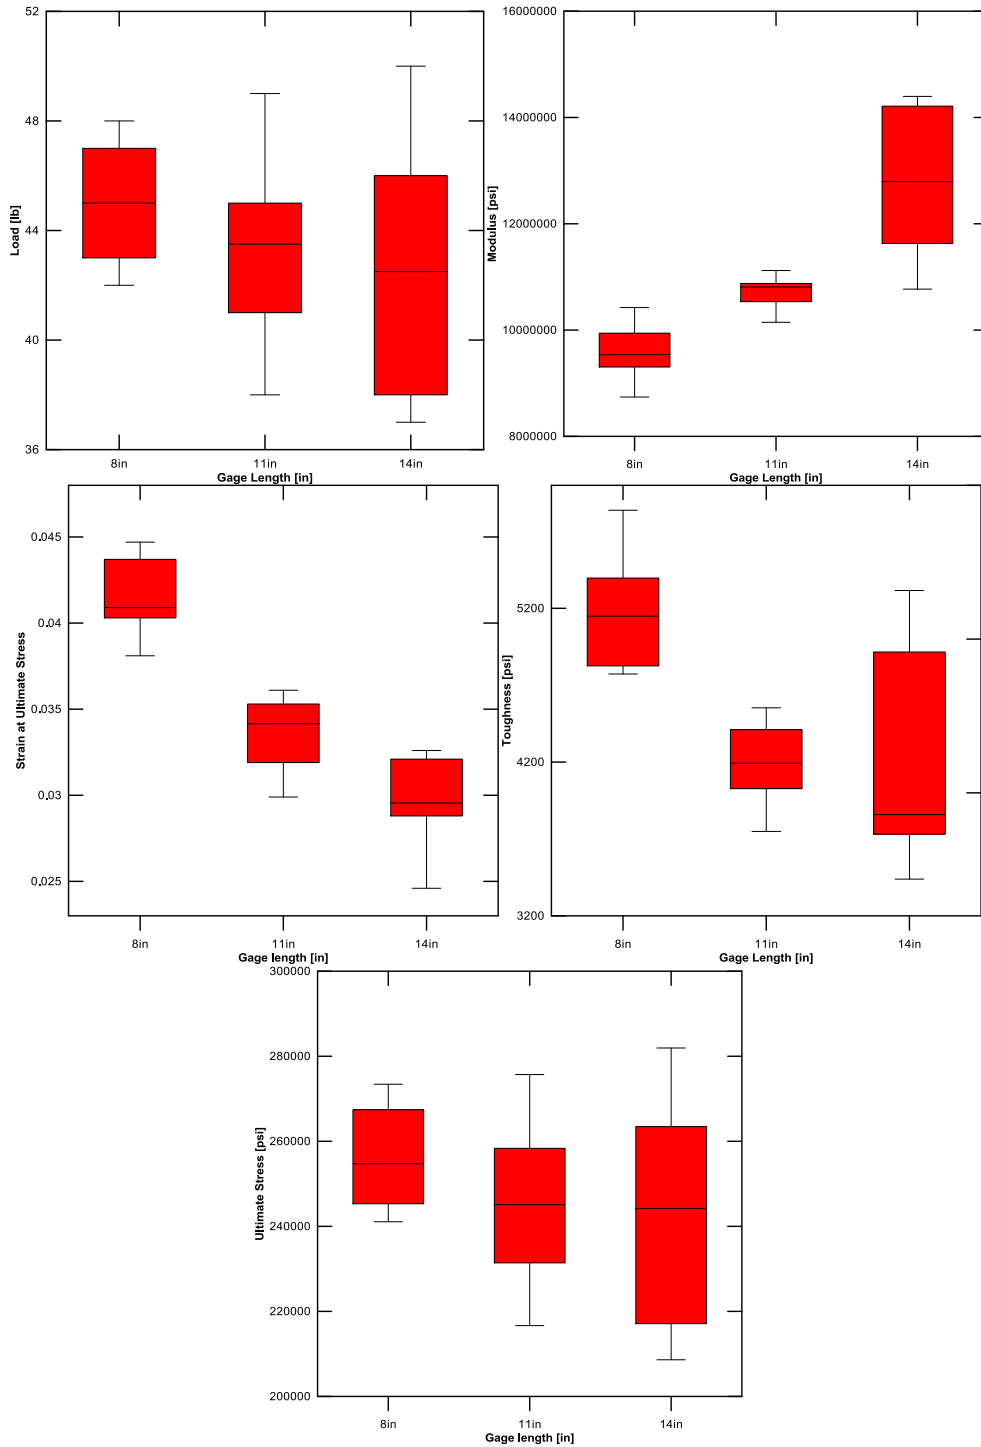 52
48
44
40
36
Load [lb]
8in
11in
14in
Gage Length [in]
16000000
14000000
12000000
10000000
8000000
Modulus [psi]
8in
11in
14in
Gage Length [in]
0.045
0.04
0.035
0.03
0.025
Strain at Ultimate Stress
8in
11in
14in
Gage length [in]
5200
4200
3200
Toughness [psi]
8in
11in
14in
Gage Length [in]
300000
280000
260000
240000
220000
200000
Ultimate Stress [psi]
8in
11in
14in
Gage length [in]